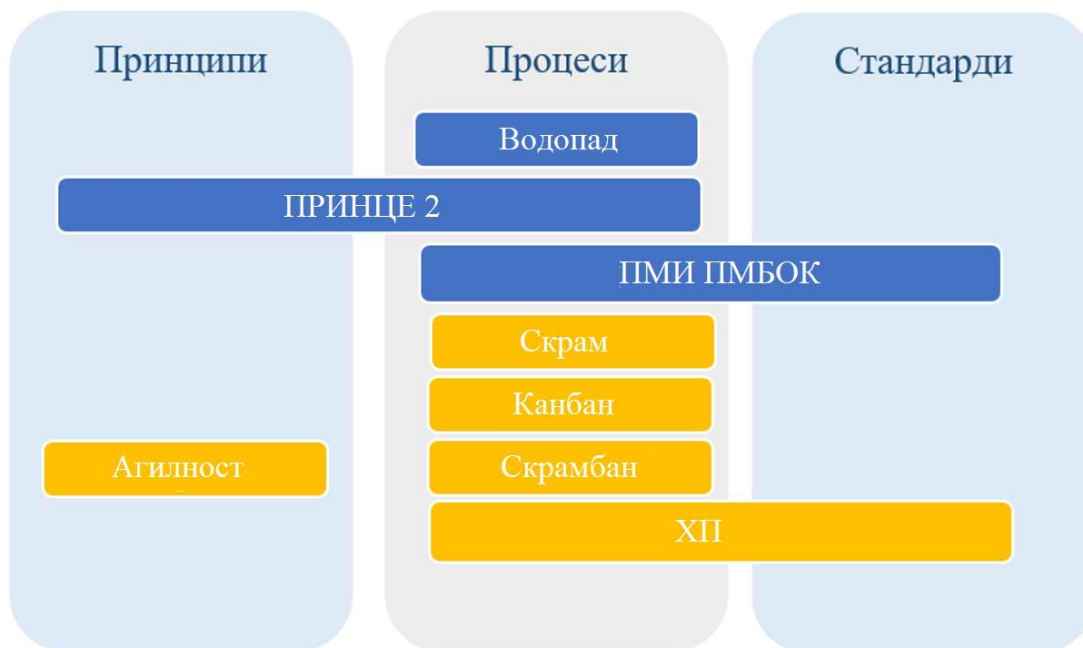 Принципи
Процеси
Стандарди
Водопад
ПРИНЦЕ 2
ПМИ ПМБОК
Скрам
Канбан
Агилност
Скрамбан
ХП